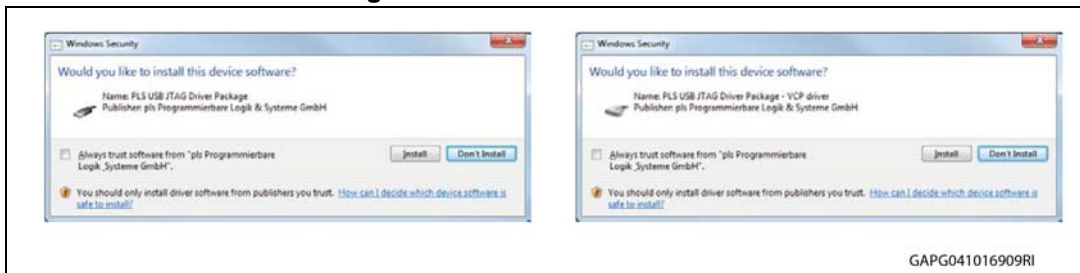 Windows Security
Would you like to install this device software?
Name: PLS USB JTAG Driver Package
Publisher: pls Programmierbare Logik & Systeme GmbH
Always trust software from "pls Programmierbare
Logik _Systeme GmbH".
Install
Don't Install
You should only install driver software from publishers you trust. How can I decide which device software is
safe to install?
Windows Security
Would you like to install this device software?
Name: PLS USB JTAG Driver Package - VCP driver
Publisher: pls Programmierbare Logik & Systeme GmbH
Always trust software from "pls Programmierbare
Logik _Systeme GmbH".
Install
Don't Install
You should only install driver software from publishers you trust. How can I decide which device software is
safe to install?
GAPG041016909RI